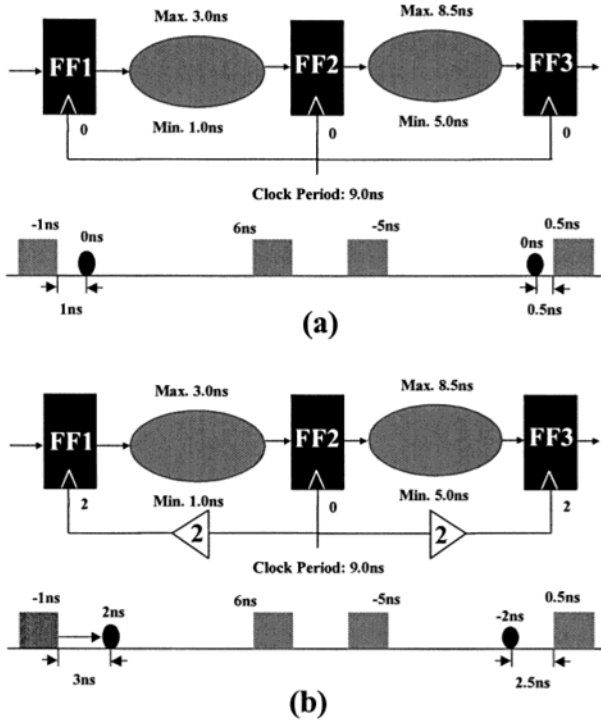 Max. 3.0ns Max. 8.5ns
FF1 FF2 FF3
0 Min. 1.0ns 0 Min. 5.0ns 0
Clock Period: 9.0ns
-1ns 0ns 6ns -5ns 0ns 0.5ns
1ns 0.5ns
(a)
Max. 3.0ns Max. 8.5ns
FF1 FF2 FF3
2 Min. 1.0ns 0 Min. 5.0ns 2
2 2
Clock Period: 9.0ns
-1ns 2ns 6ns -5ns -2ns 0.5ns
3ns 2.5ns
(b)